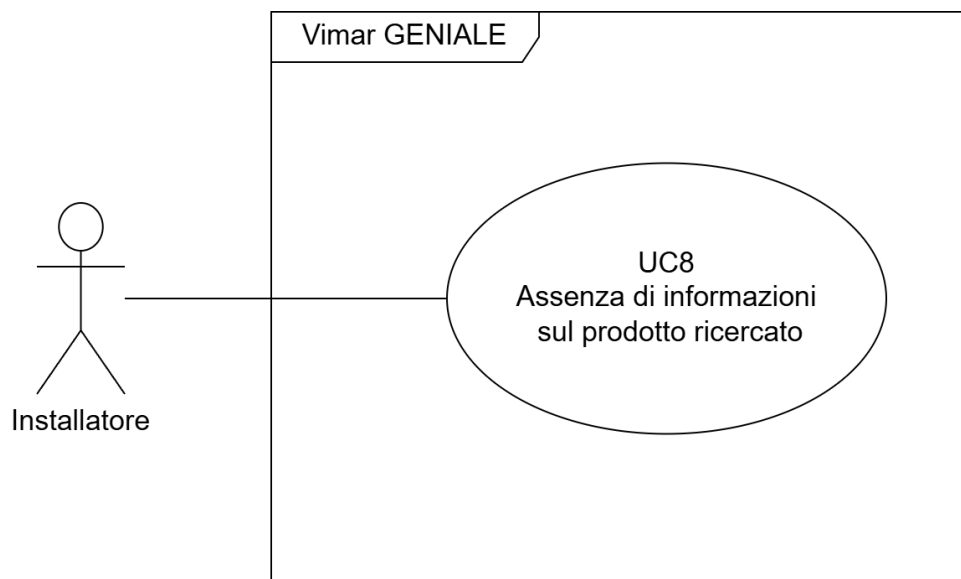 Vimar GENIALE
UC8
Assenza di informazioni
sul prodotto ricercato
Installatore